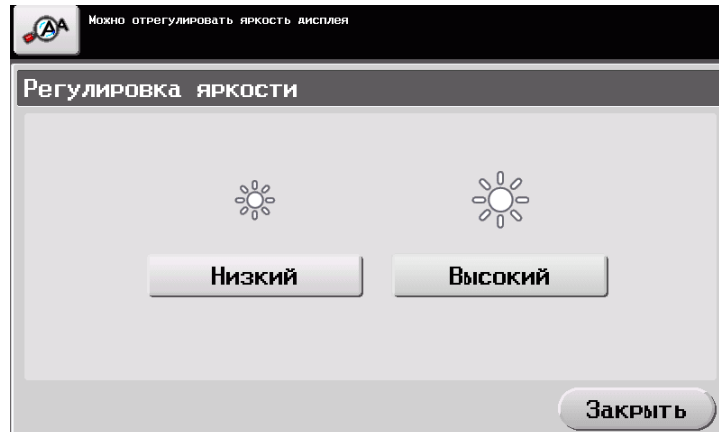 Можно отрегулировать яркость дисплея
Регулировка яркости
Низкий
Высокий
Закрыть